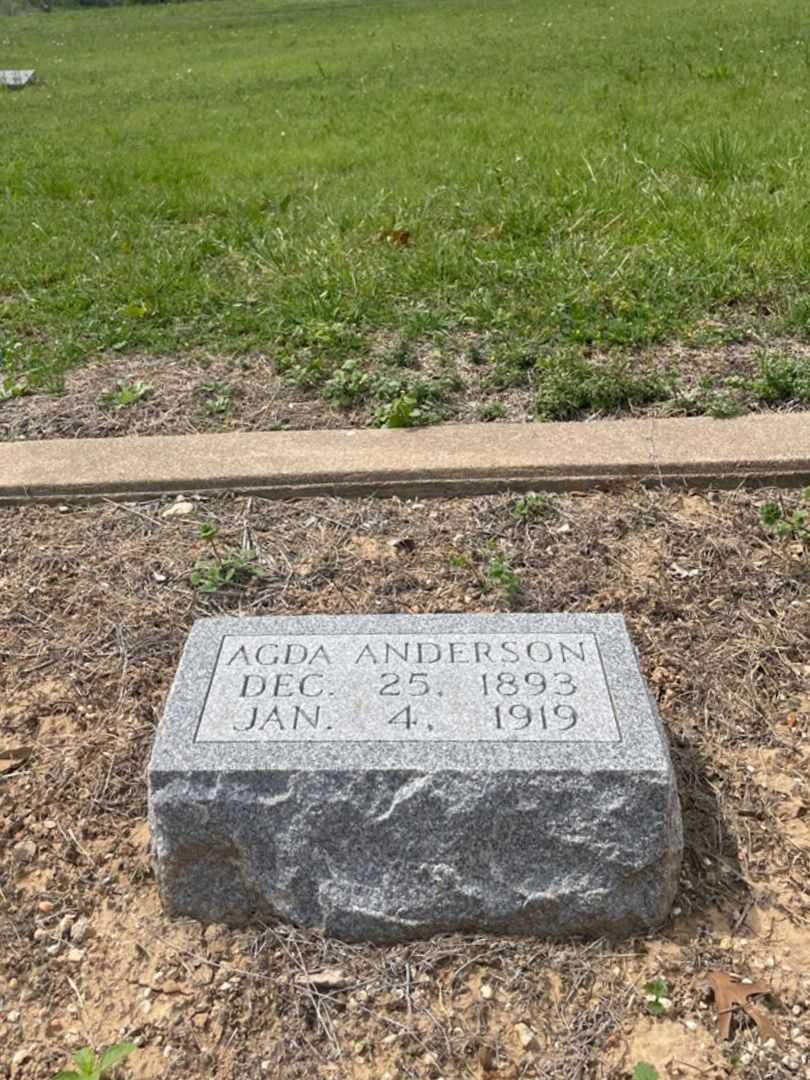 AGDA ANDERSON
DEC. 25, 1893
JAN. 4, 1919